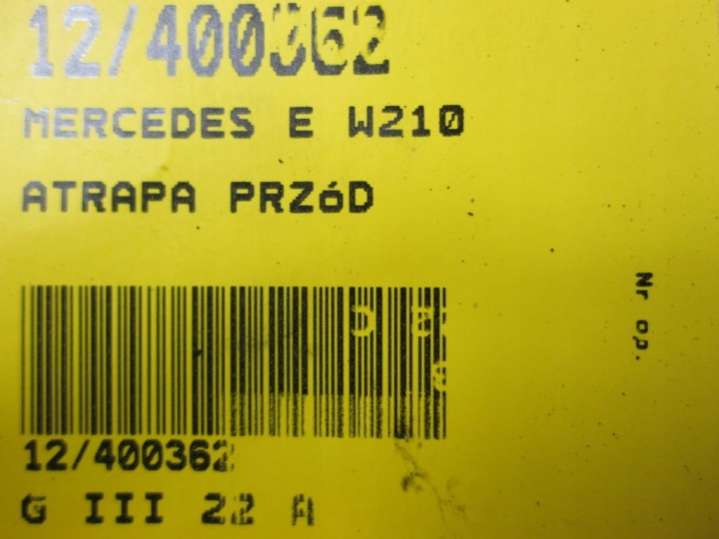 12/400362
MERCEDES E W210
ATRAPA PRZóD
Nr op.
12/400362
G III 22 A